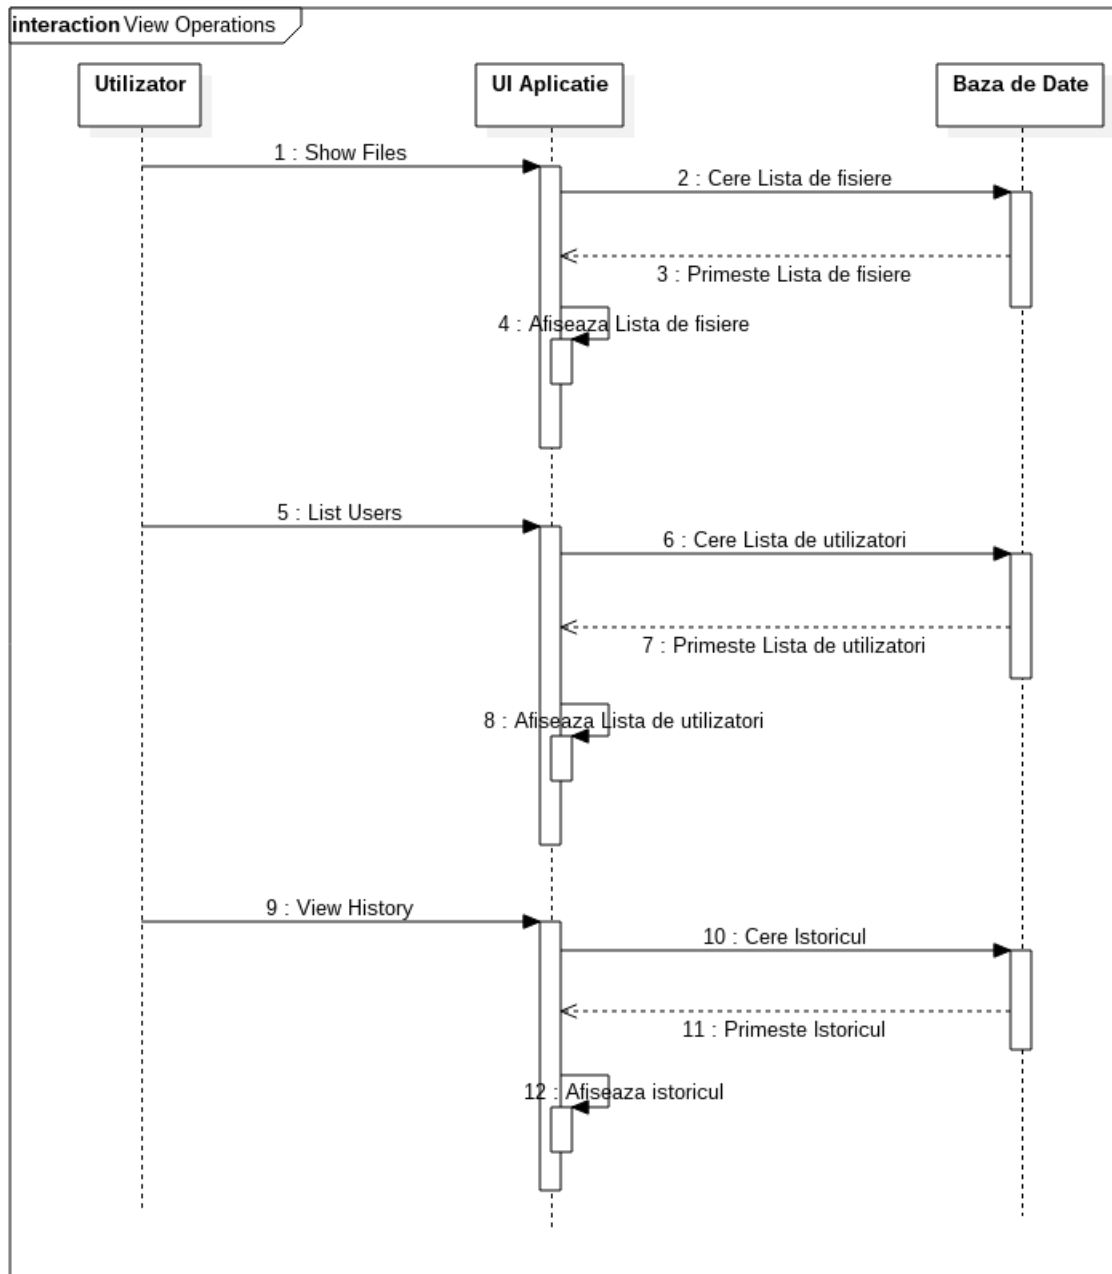 interaction View Operations
Utilizator
UI Aplicatie
Baza de Date
1 : Show Files
2 : Cere Lista de fisiere
3 : Primeste Lista de fisiere
4 : Afiseaza Lista de fisiere
5 : List Users
6 : Cere Lista de utilizatori
7 : Primeste Lista de utilizatori
8 : Afiseaza Lista de utilizatori
9 : View History
10 : Cere Istoricul
11 : Primeste Istoricul
12 : Afiseaza istoricul